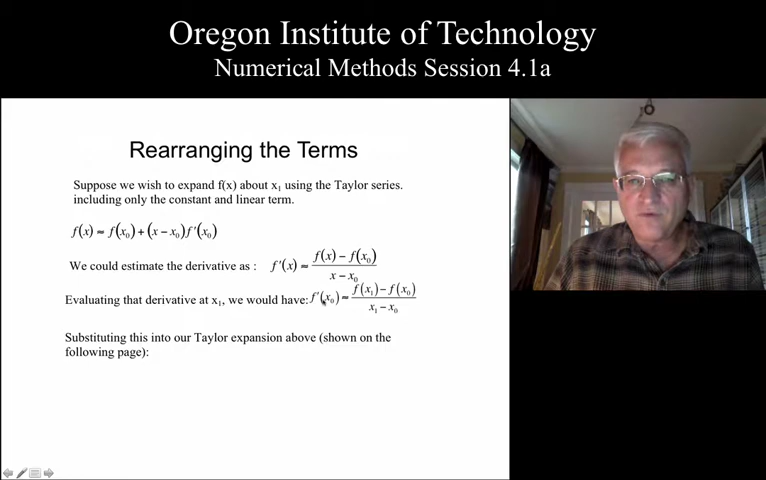 Oregon Institute of Technology
Numerical Methods Session 4.1a
Rearranging the Terms
Suppose we wish to expand f(x) about x₁ using the Taylor series.
including only the constant and linear term.
f(x) ≈ f(x₀) + (x − x₀) f′(x₀)
We could estimate the derivative as : f′(x) ≈ (f(x) − f(x₀)) / (x − x₀)
Evaluating that derivative at x₁, we would have: f′(x₀) ≈ (f(x₁) − f(x₀)) / (x₁ − x₀)
Substituting this into our Taylor expansion above (shown on the
following page):